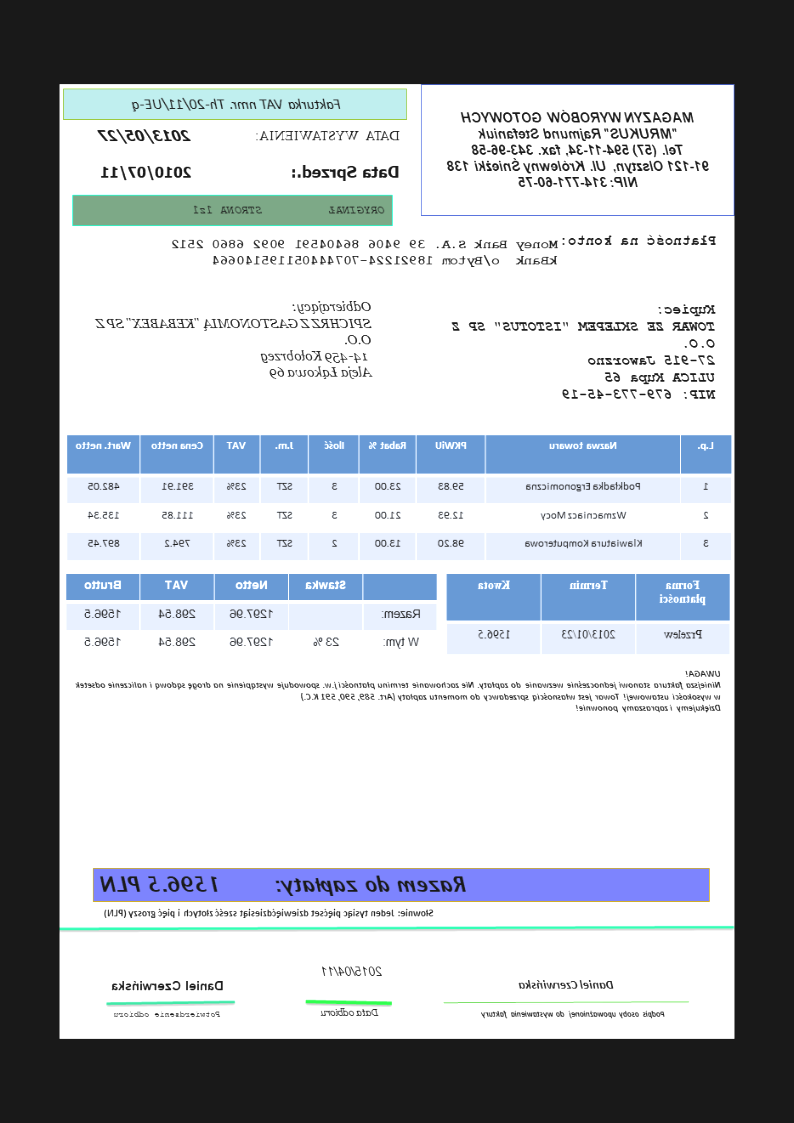 MAGAZYN WYROBÓW GOTOWYCH
"MRUKUS" Rajmund Stefaniuk
Tel. (57) 594-11-34, fax. 343-96-58
91-121 Olsztyn, Ul. Królewny Śnieżki 138
NIP: 314-771-60-75
Fakturka VAT nmr. Th-20/11/UE-q
DATA WYSTAWIENIA: 2013/05/27
Data Sprzed.: 2010/07/11
ORYGINAŁ STRONA 1z1
Płatność na konto: Money Bank S.A. 39 9406 86404591 9092 6860 2512
kBank o/Bytom 18921224-707444051195140664
Kupiec:
TOWAR ZE SKLEPEM "ISTOTUS" SP Z
O.O.
27-915 Jaworzno
ULICA Kupa 65
NIP: 679-773-45-19
Odbierający:
SPICHRZ Z GASTONOMIĄ "KEBABEX" SP Z
O.O.
14-459 Kołobrzeg
Aleja Łąkowa 69
L.p. Nazwa towaru PKWiU Rabat % Ilość J.m. VAT Cena netto Wart. netto
1 Podkładka Ergonomiczna 59.83 23.00 3 SZT 23% 391.91 482.05
2 Wzmacniacz Mocy 12.93 21.00 3 SZT 23% 111.85 135.34
3 Klawiatura Komputerowa 98.20 13.00 2 SZT 23% 794.2 897.45
Forma płatności Termin Kwota
Przelew 2013/01/23 1596.5
Stawka Netto VAT Brutto
Razem: 1297.96 298.54 1596.5
W tym: 23 % 1297.96 298.54 1596.5
UWAGA!
Niniejsza faktura stanowi jednocześnie wezwanie do zapłaty. Nie zachowanie terminu płatności j.w. spowoduje wystąpienie na drogę sądową i naliczenie odsetek
w wysokości ustawowej! Towar jest własnością sprzedawcy do momentu zapłaty (Art. 589, 590, 591 K.C.)
Dziękujemy i zapraszamy ponownie!
Razem do zapłaty: 1596.5 PLN
Słownie: Jeden tysiąc pięćset dziewięćdziesiąt sześć złotych i pięć groszy (PLN)
Daniel Czerwińska
Podpis osoby upoważnionej do wystawienia faktury
2015/04/11
Data odbioru
Daniel Czerwińska
Potwierdzenie odbioru